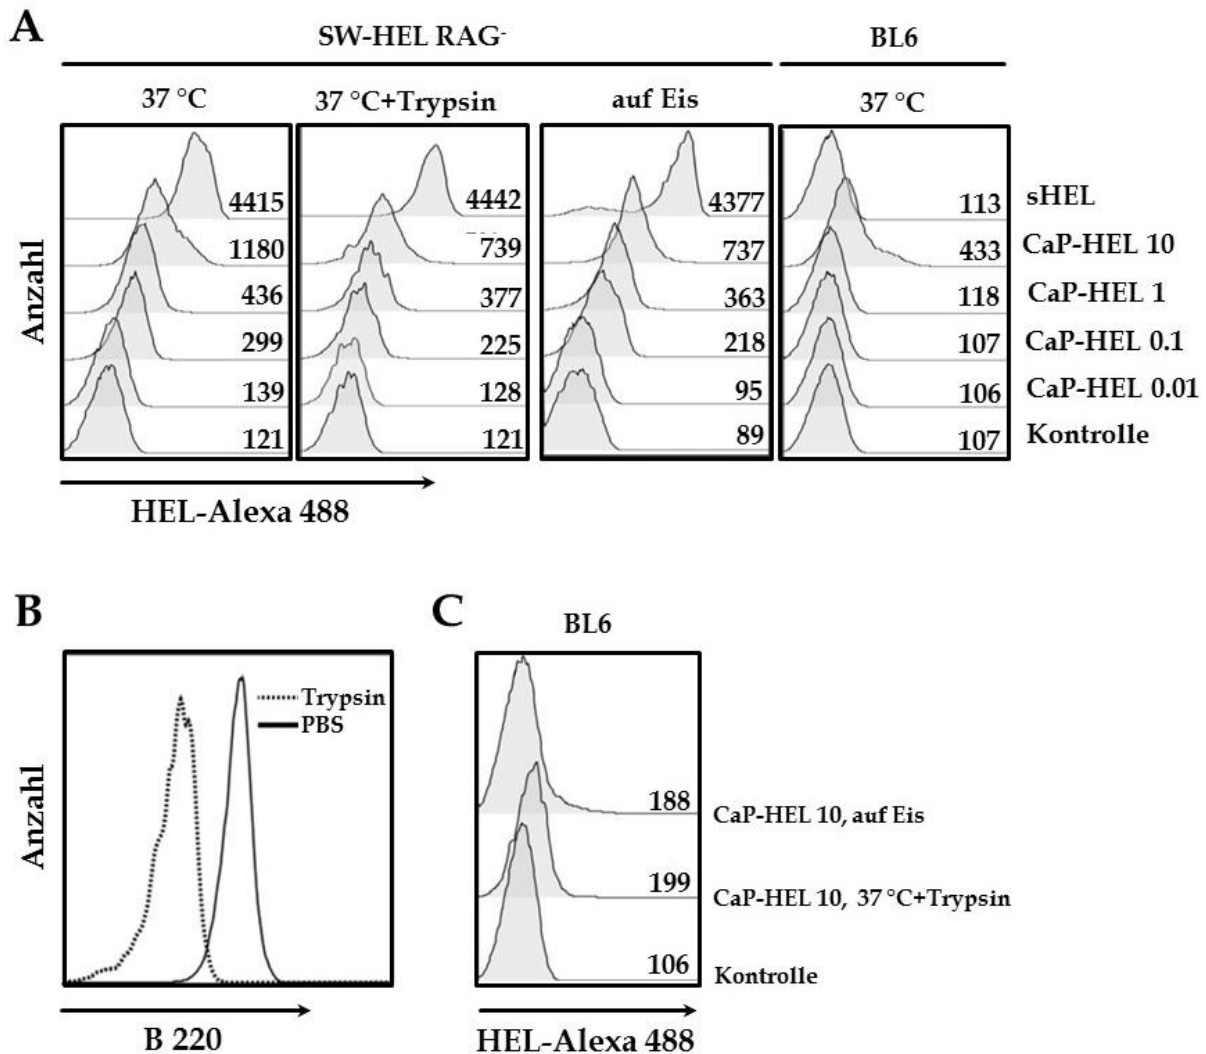 A
SW-HEL RAG-
BL6
37 °C
37 °C+Trypsin
auf Eis
37 °C
Anzahl
4415
4442
4377
113
sHEL
1180
739
737
433
CaP-HEL 10
436
377
363
118
CaP-HEL 1
299
225
218
107
CaP-HEL 0.1
139
128
95
106
CaP-HEL 0.01
121
121
89
107
Kontrolle
HEL-Alexa 488
B
Anzahl
Trypsin
PBS
B 220
C
BL6
188
CaP-HEL 10, auf Eis
199
CaP-HEL 10, 37 °C+Trypsin
106
Kontrolle
HEL-Alexa 488